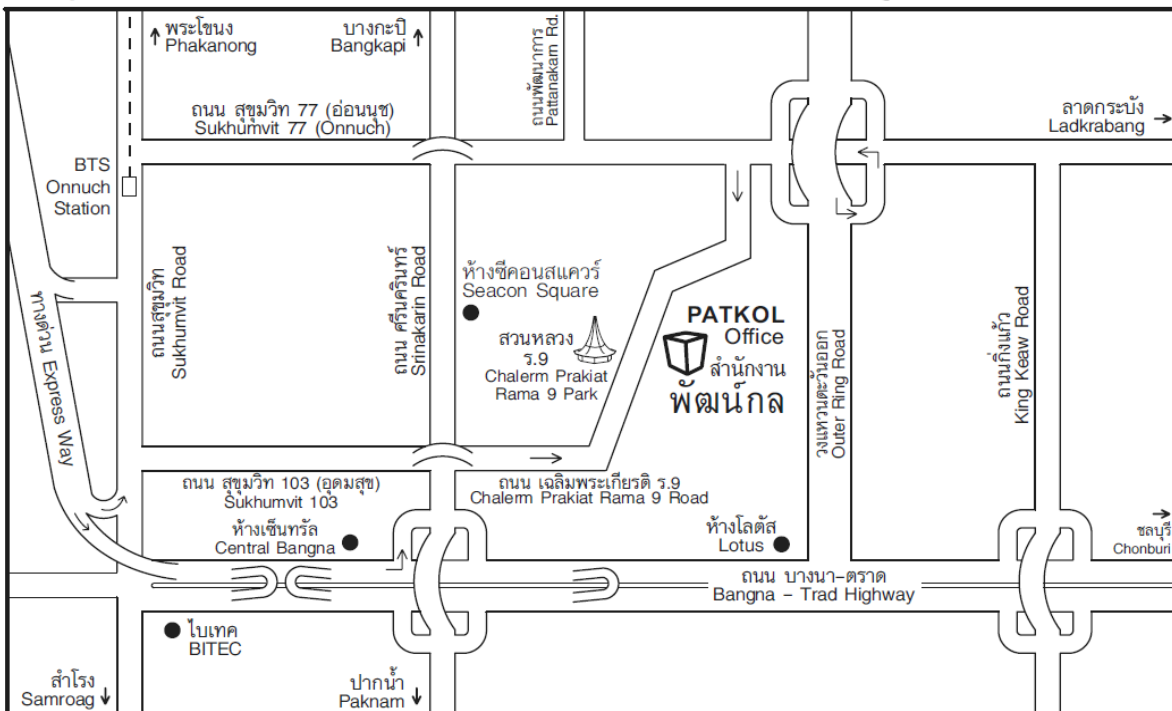 พระโขนง
Phakanong
บางกะปิ
Bangkapi
ถนนพัฒนาการ
Pattanakarn Rd.
ถนน สุขุมวิท 77 (อ่อนนุช)
Sukhumvit 77 (Onnuch)
ลาดกระบัง
Ladkrabang
BTS
Onnuch
Station
ถนนสุขุมวิท
Sukhumvit Road
ถนน ศรีนครินทร์
Srinakarin Road
ห้างซีคอนสแควร์
Seacon Square
สวนหลวง
ร.9
Chalerm Prakiat
Rama 9 Park
PATKOL
Office
สำนักงาน
พัฒน์กล
วงแหวนตะวันออก
Outer Ring Road
ถนนกิ่งแก้ว
King Keaw Road
ทางด่วน Express Way
ถนน สุขุมวิท 103 (อุดมสุข)
Sukhumvit 103
ถนน เฉลิมพระเกียรติ ร.9
Chalerm Prakiat Rama 9 Road
ห้างเซ็นทรัล
Central Bangna
ห้างโลตัส
Lotus
ชลบุรี
Chonburi
ถนน บางนา-ตราด
Bangna - Trad Highway
ไบเทค
BITEC
สำโรง
Samroag
ปากน้ำ
Paknam